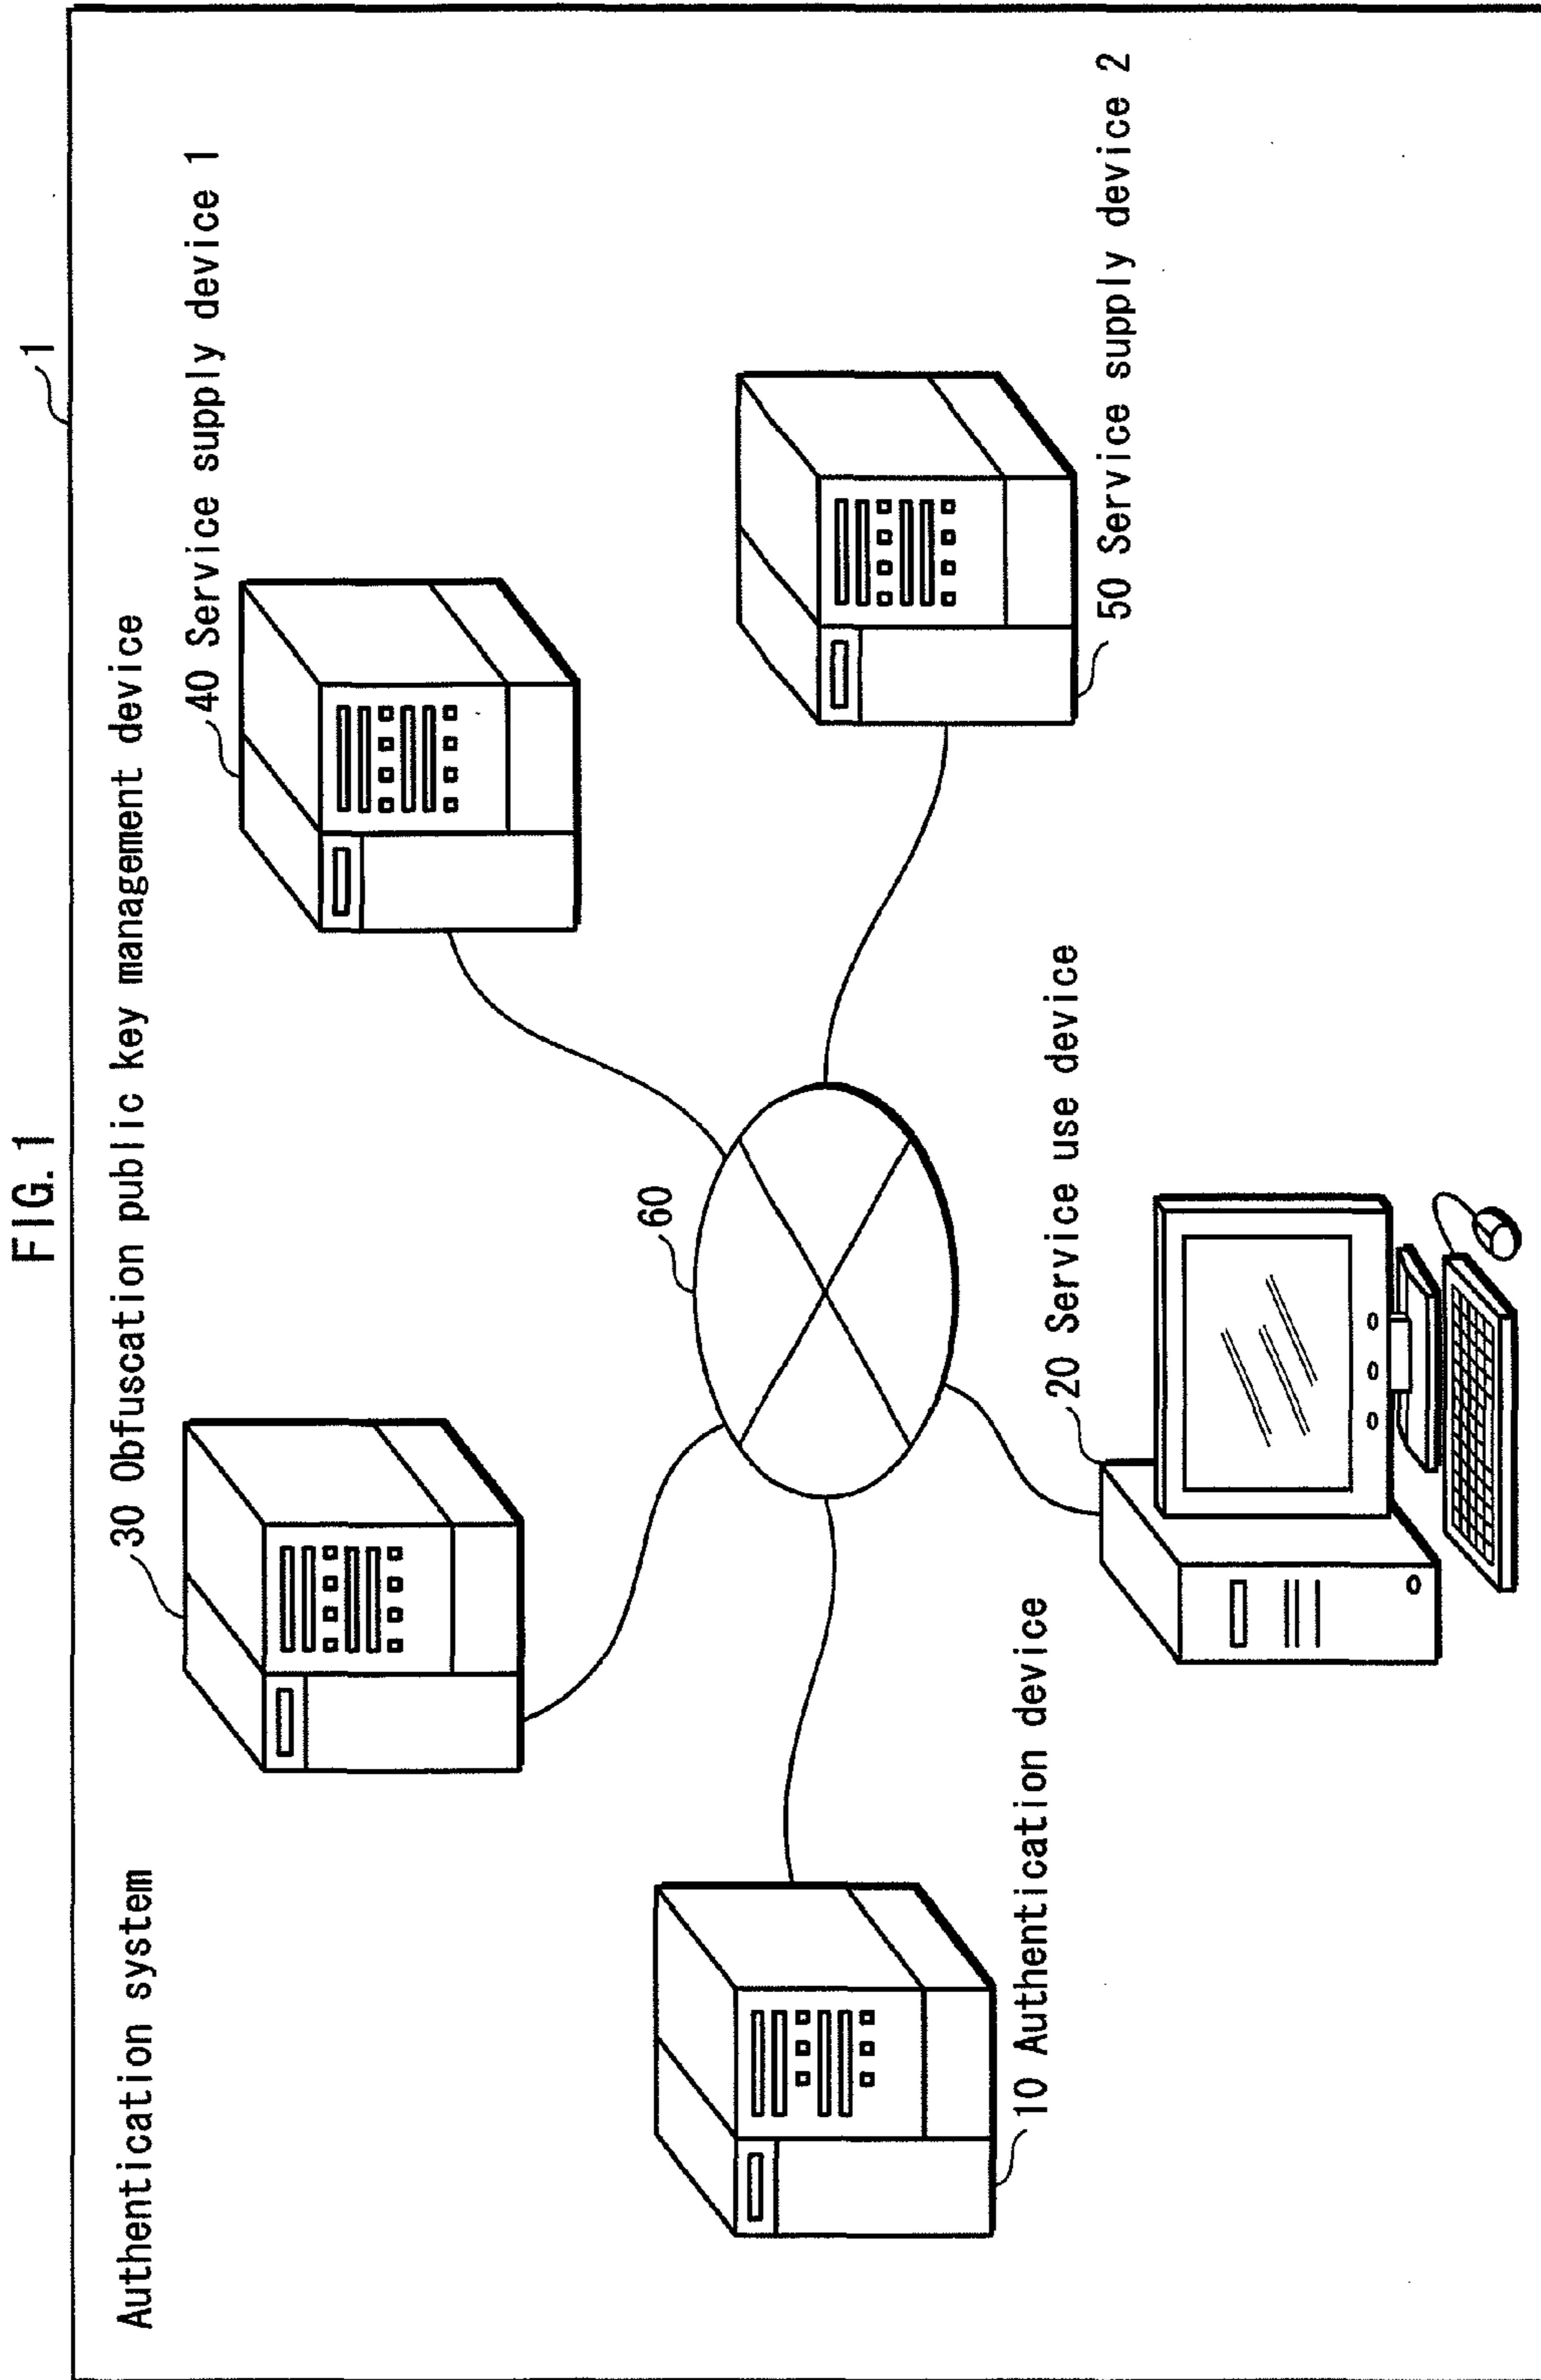 FIG. 1
1
Authentication system
30 Obfuscation public key management device
40 Service supply device 1
60
10 Authentication device
20 Service use device
50 Service supply device 2